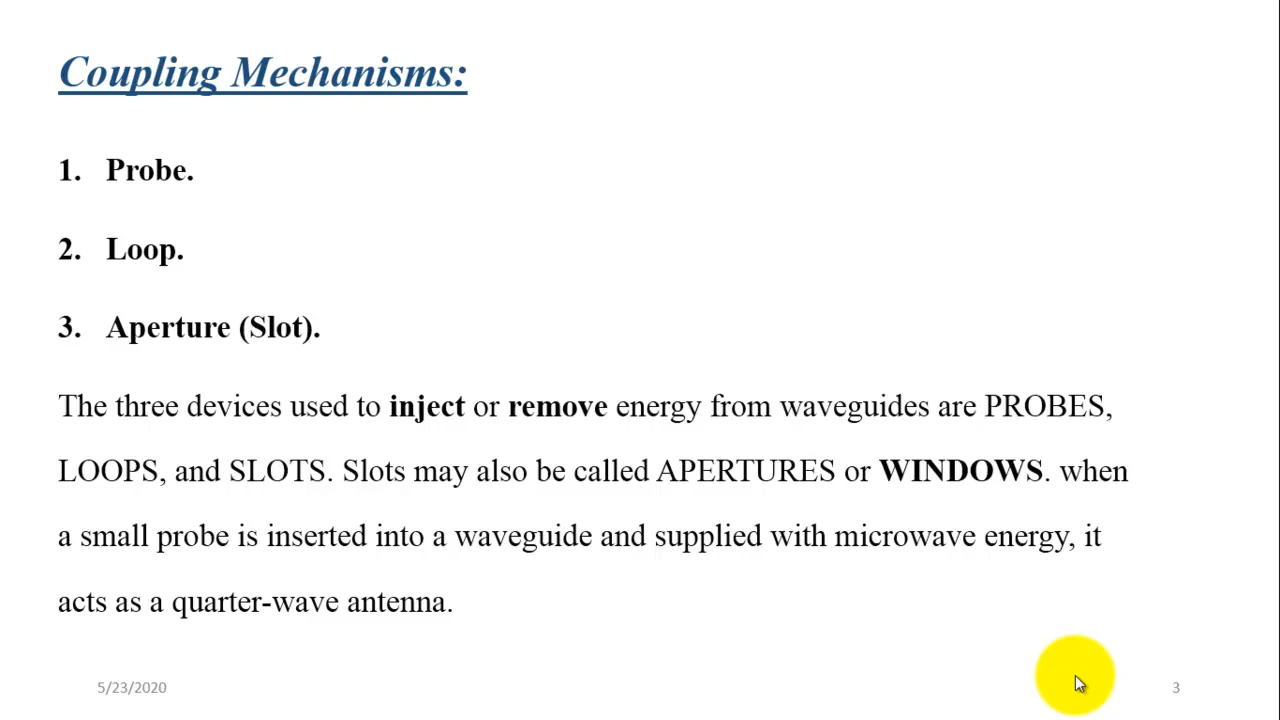 Coupling Mechanisms:
1. Probe.
2. Loop.
3. Aperture (Slot).
The three devices used to inject or remove energy from waveguides are PROBES,
LOOPS, and SLOTS. Slots may also be called APERTURES or WINDOWS. when
a small probe is inserted into a waveguide and supplied with microwave energy, it
acts as a quarter-wave antenna.
5/23/2020
3